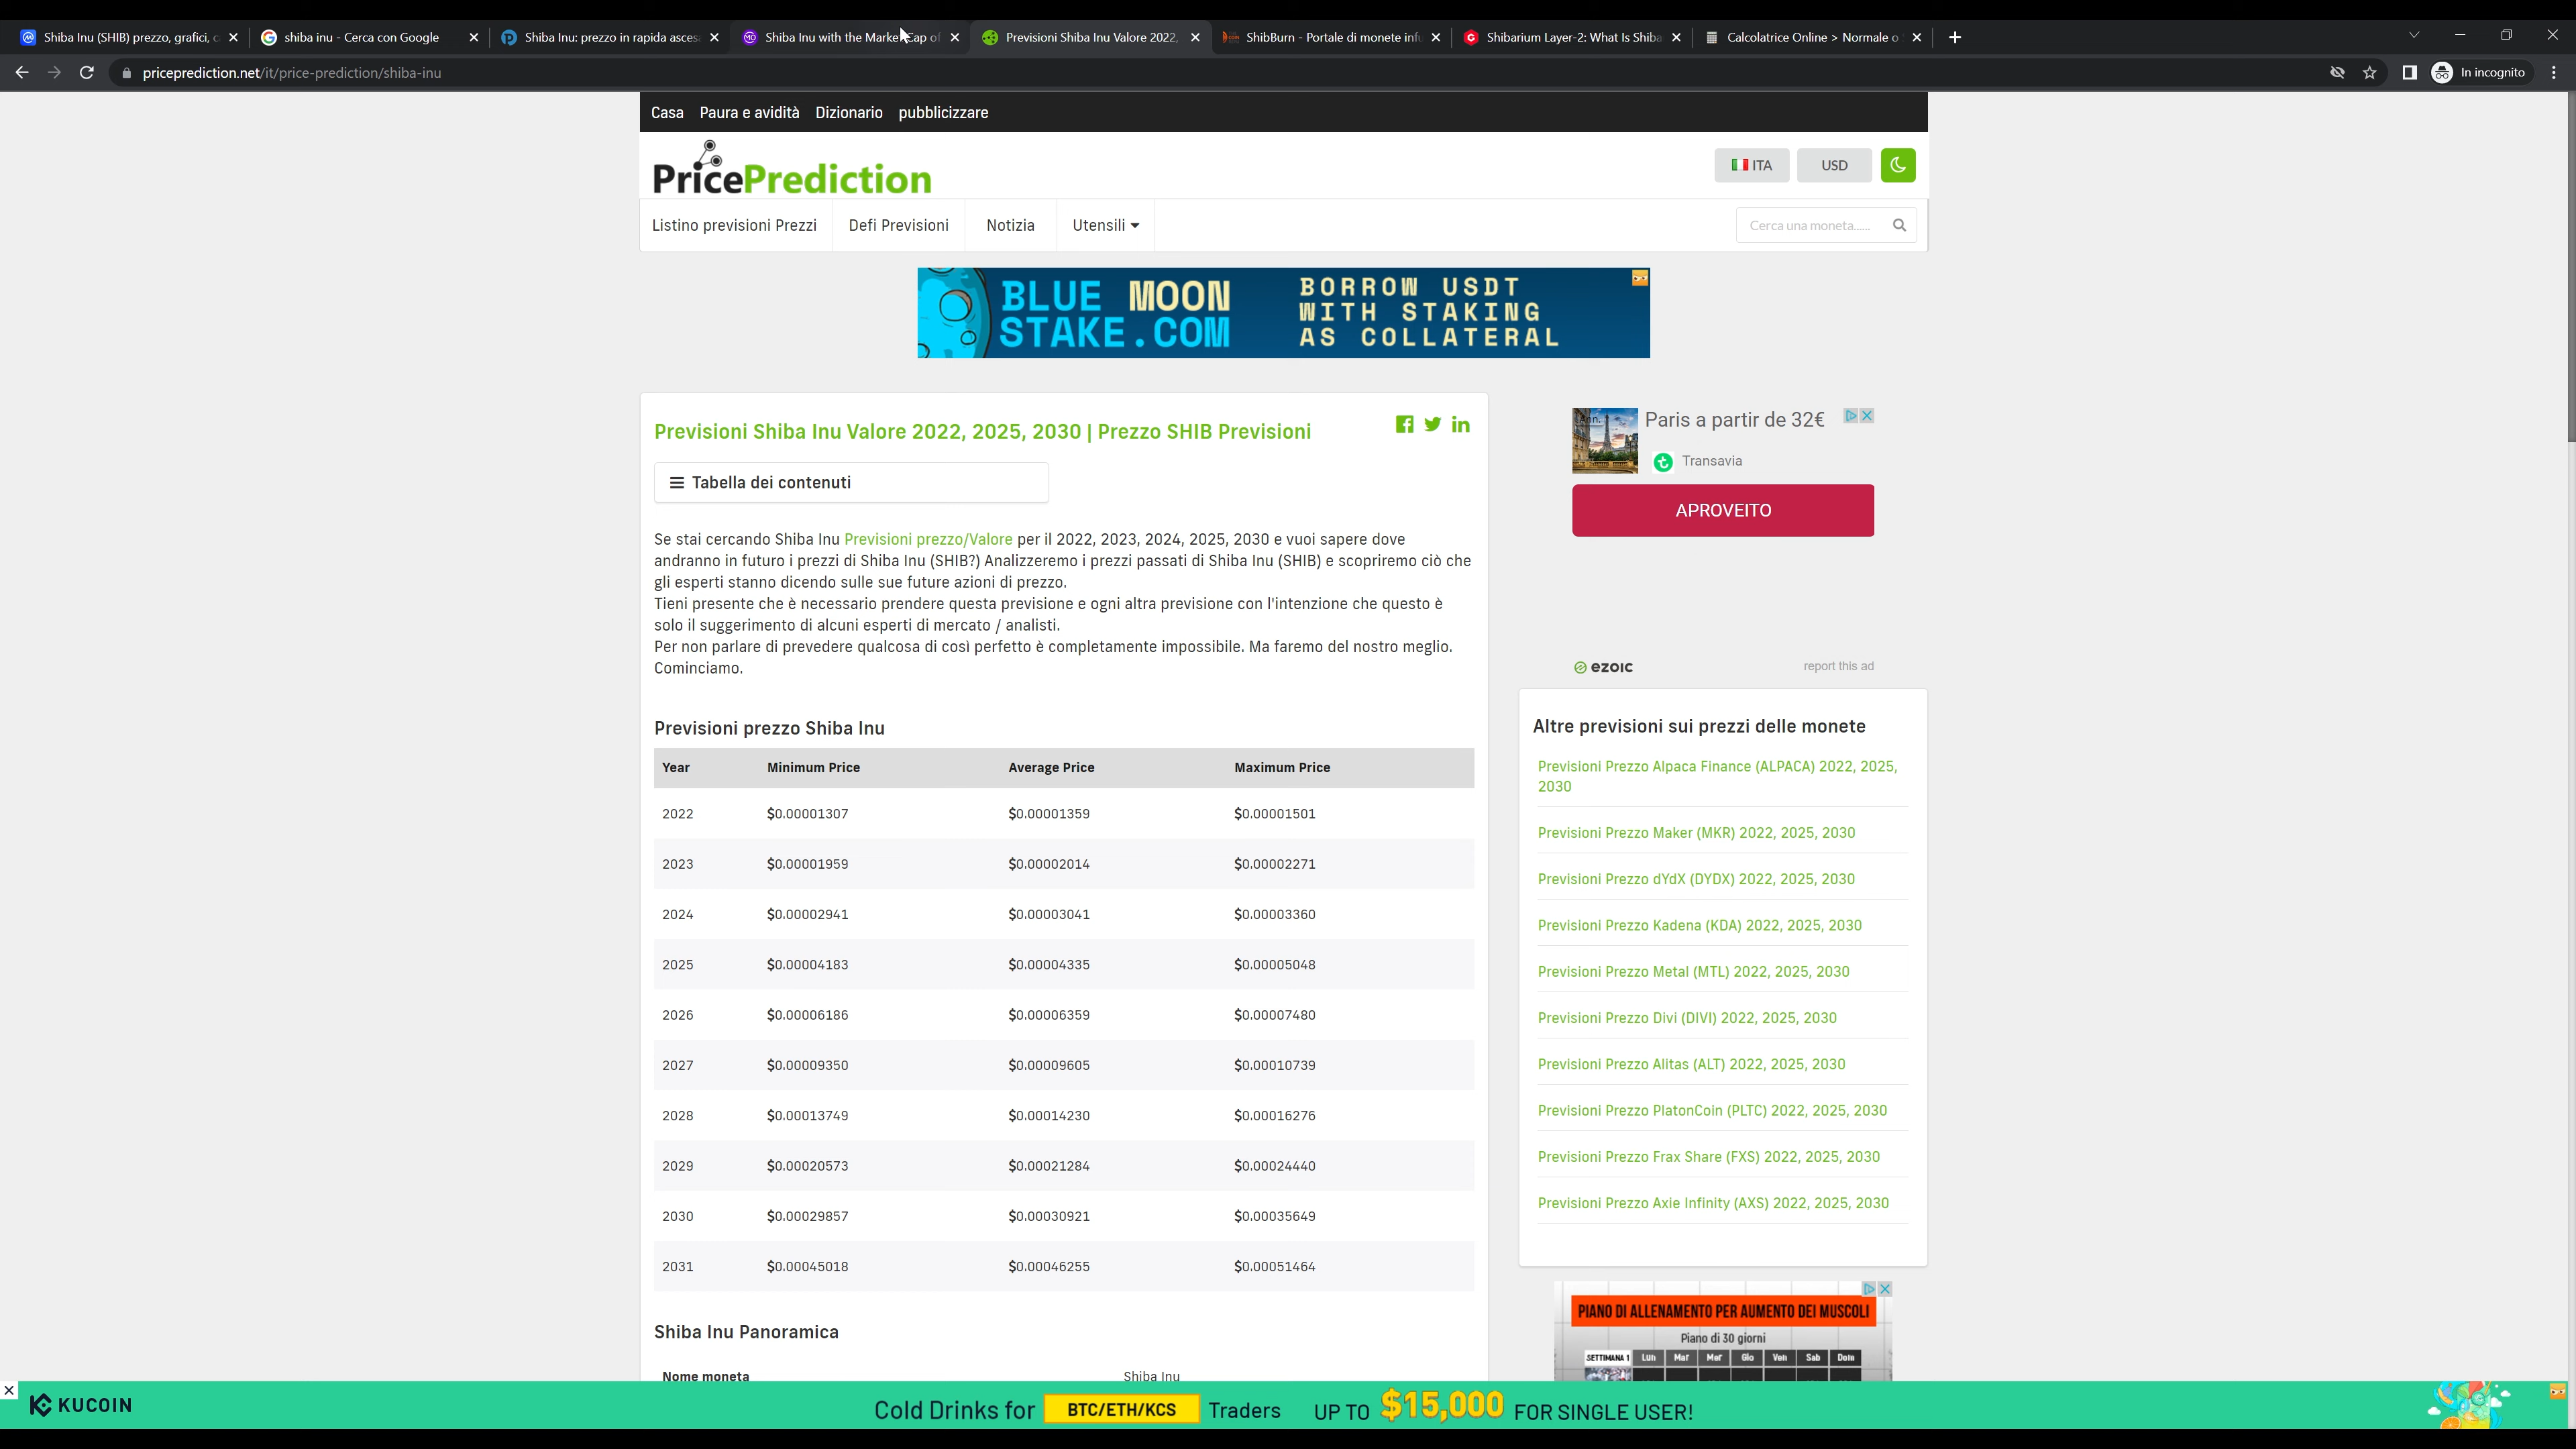 Shiba Inu (SHIB) prezzo, grafici, c
shiba inu - Cerca con Google
Shiba Inu: prezzo in rapida asces
Shiba Inu with the Market Cap of
Previsioni Shiba Inu Valore 2022,
ShibBurn - Portale di monete infu
Shibarium Layer-2: What Is Shiba
Calcolatrice Online > Normale o
priceprediction.net/it/price-prediction/shiba-inu
In incognito
Casa Paura e avidità Dizionario pubblicizzare
PricePrediction
ITA
USD
Listino previsioni Prezzi Defi Previsioni Notizia Utensili
Cerca una moneta......
BLUE MOON
STAKE.COM
BORROW USDT
WITH STAKING
AS COLLATERAL
Previsioni Shiba Inu Valore 2022, 2025, 2030 | Prezzo SHIB Previsioni
Tabella dei contenuti
Se stai cercando Shiba Inu Previsioni prezzo/Valore per il 2022, 2023, 2024, 2025, 2030 e vuoi sapere dove
andranno in futuro i prezzi di Shiba Inu (SHIB?) Analizzeremo i prezzi passati di Shiba Inu (SHIB) e scopriremo ciò che
gli esperti stanno dicendo sulle sue future azioni di prezzo.
Tieni presente che è necessario prendere questa previsione e ogni altra previsione con l'intenzione che questo è
solo il suggerimento di alcuni esperti di mercato / analisti.
Per non parlare di prevedere qualcosa di così perfetto è completamente impossibile. Ma faremo del nostro meglio.
Cominciamo.
Previsioni prezzo Shiba Inu
Year Minimum Price Average Price Maximum Price
2022 $0.00001307 $0.00001359 $0.00001501
2023 $0.00001959 $0.00002014 $0.00002271
2024 $0.00002941 $0.00003041 $0.00003360
2025 $0.00004183 $0.00004335 $0.00005048
2026 $0.00006186 $0.00006359 $0.00007480
2027 $0.00009350 $0.00009605 $0.00010739
2028 $0.00013749 $0.00014230 $0.00016276
2029 $0.00020573 $0.00021284 $0.00024440
2030 $0.00029857 $0.00030921 $0.00035649
2031 $0.00045018 $0.00046255 $0.00051464
Shiba Inu Panoramica
Nome moneta Shiba Inu
Ann.
Paris a partir de 32€
Transavia
APROVEITO
ezoic
report this ad
Altre previsioni sui prezzi delle monete
Previsioni Prezzo Alpaca Finance (ALPACA) 2022, 2025,
2030
Previsioni Prezzo Maker (MKR) 2022, 2025, 2030
Previsioni Prezzo dYdX (DYDX) 2022, 2025, 2030
Previsioni Prezzo Kadena (KDA) 2022, 2025, 2030
Previsioni Prezzo Metal (MTL) 2022, 2025, 2030
Previsioni Prezzo Divi (DIVI) 2022, 2025, 2030
Previsioni Prezzo Alitas (ALT) 2022, 2025, 2030
Previsioni Prezzo PlatonCoin (PLTC) 2022, 2025, 2030
Previsioni Prezzo Frax Share (FXS) 2022, 2025, 2030
Previsioni Prezzo Axie Infinity (AXS) 2022, 2025, 2030
PIANO DI ALLENAMENTO PER AUMENTO DEI MUSCOLI
Piano di 30 giorni
SETTIMANA 1 Lun Mar Mer Gio Ven Sab Dom
KUCOIN
Cold Drinks for BTC/ETH/KCS Traders UP TO $15,000 FOR SINGLE USER!